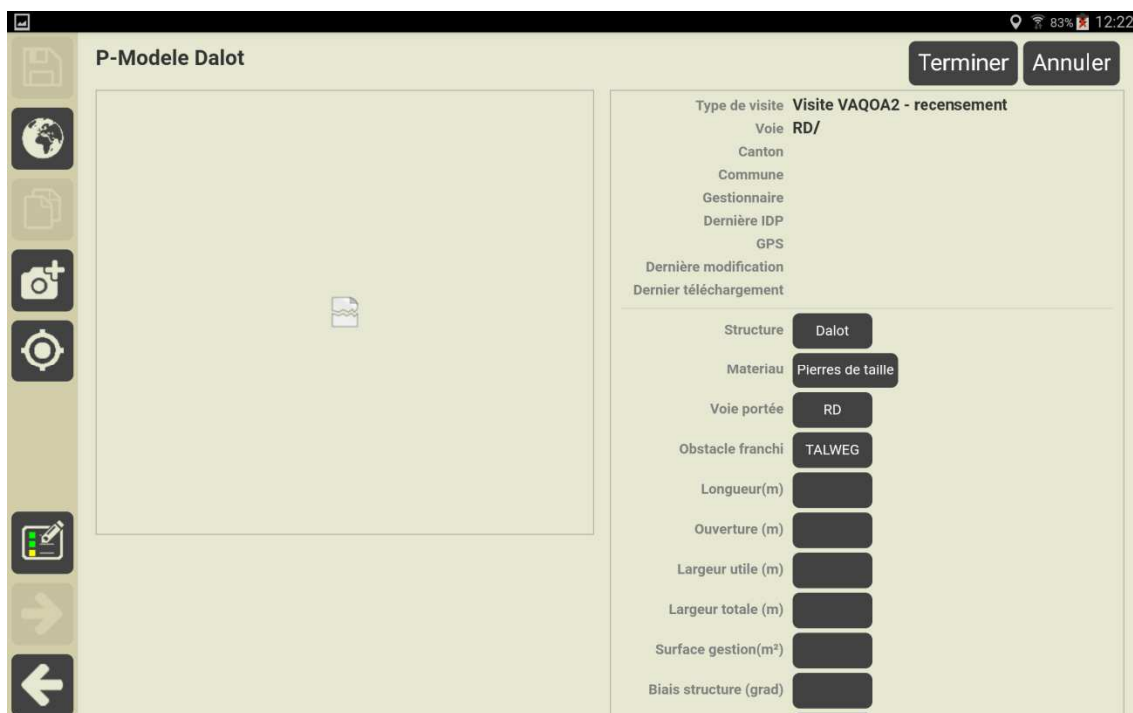 83% 12:22
P-Modele Dalot
Terminer Annuler
Type de visite Visite VAQOA2 - recensement
Voie RD/
Canton
Commune
Gestionnaire
Dernière IDP
GPS
Dernière modification
Dernier téléchargement
Structure Dalot
Materiau Pierres de taille
Voie portée RD
Obstacle franchi TALWEG
Longueur(m)
Ouverture (m)
Largeur utile (m)
Largeur totale (m)
Surface gestion(m²)
Biais structure (grad)